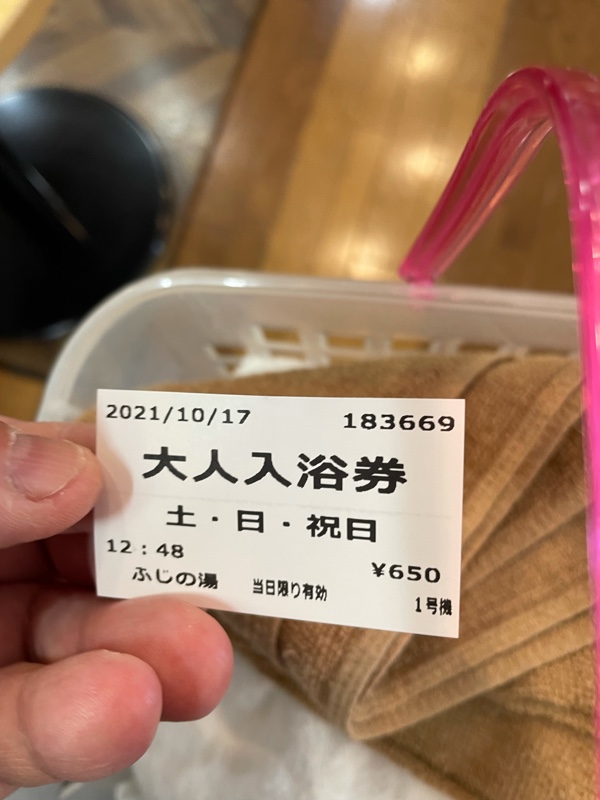 2021/10/17 183669
大人入浴券
土・日・祝日
12:48 ¥650
ふじの湯 当日限り有効 1号機